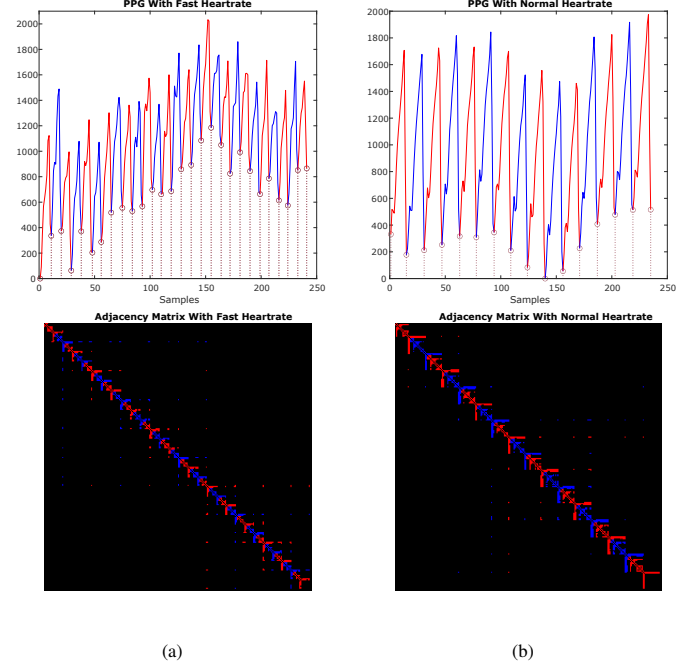 PPG With Fast Heartrate
2000
1800
1600
1400
1200
1000
800
600
400
200
0
0 50 100 150 200 250
Samples
Adjacency Matrix With Fast Heartrate
(a)
PPG With Normal Heartrate
2000
1800
1600
1400
1200
1000
800
600
400
200
0
0 50 100 150 200 250
Samples
Adjacency Matrix With Normal Heartrate
(b)